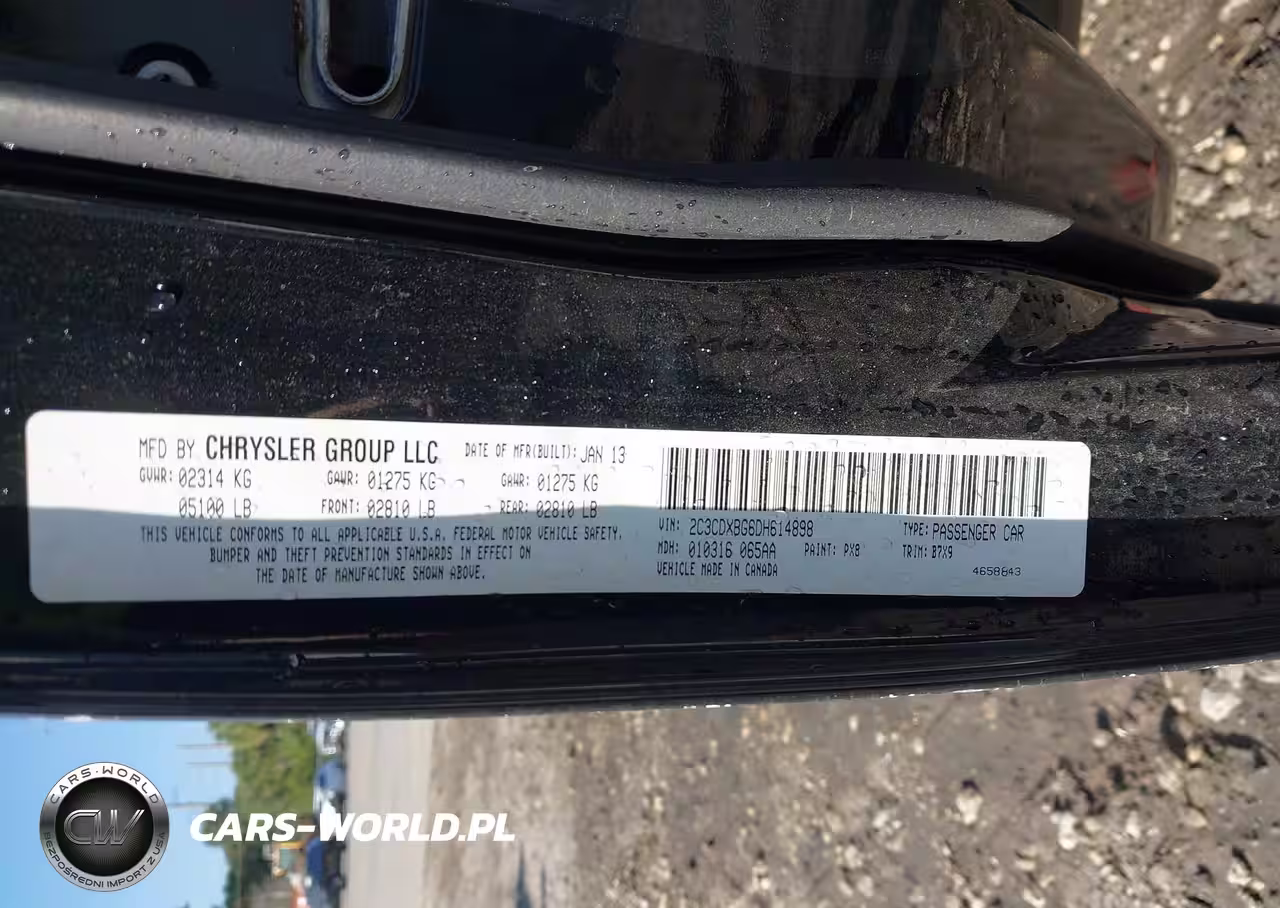 MFD BY CHRYSLER GROUP LLC DATE OF MFR(BUILT): JAN 13
GVWR: 02314 KG GAWR: 01275 KG GAWR: 01275 KG
05100 LB FRONT: 02810 LB REAR: 02810 LB
THIS VEHICLE CONFORMS TO ALL APPLICABLE U.S.A. FEDERAL MOTOR VEHICLE SAFETY,
BUMPER AND THEFT PREVENTION STANDARDS IN EFFECT ON
THE DATE OF MANUFACTURE SHOWN ABOVE.
VIN: 2C3CDXBG6DH614898 TYPE: PASSENGER CAR
MDH: 010316 065AA PAINT: PX8 TRIM: B7X9
VEHICLE MADE IN CANADA 4658843
CARS-WORLD
CW
BEZPOŚREDNI IMPORT Z USA
CARS-WORLD.PL